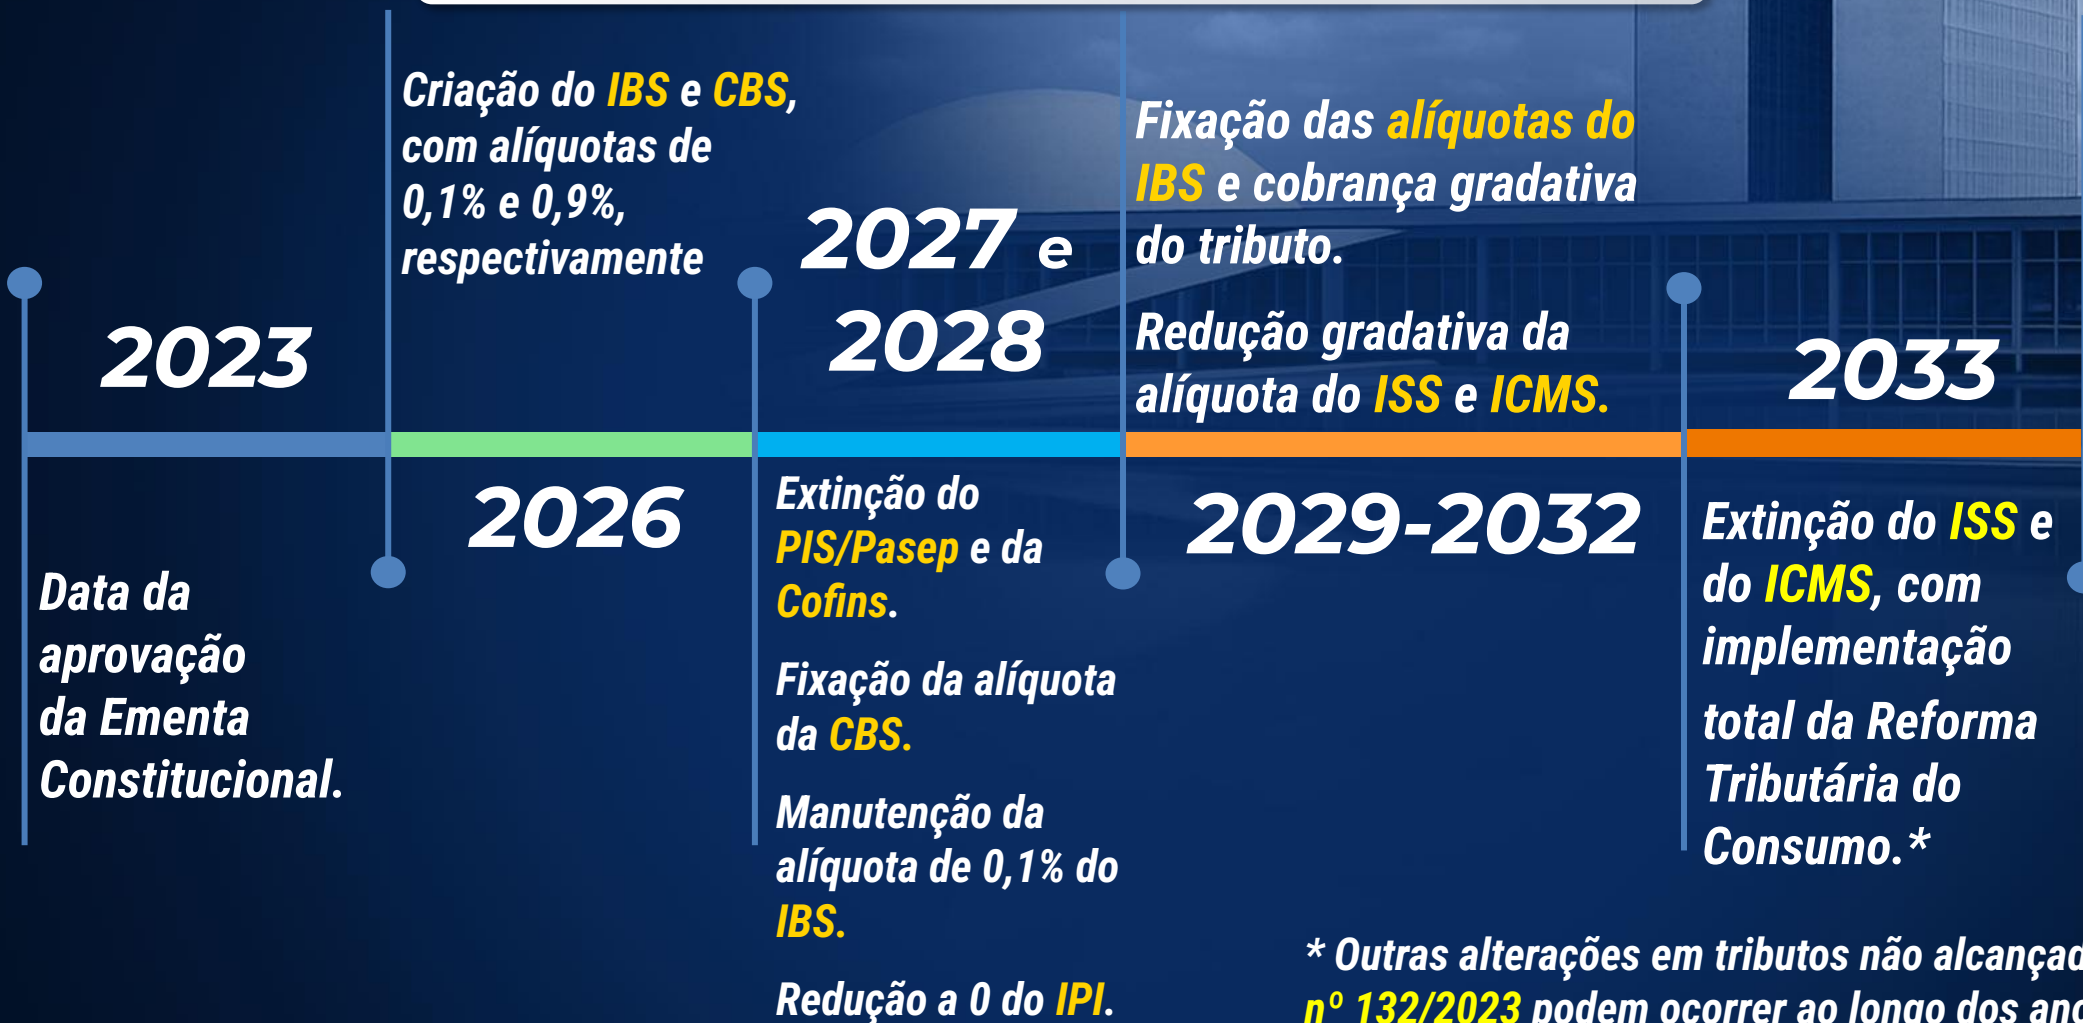 2023
Data da
aprovação
da Ementa
Constitucional.
Criação do IBS e CBS,
com alíquotas de
0,1% e 0,9%,
respectivamente
2026
2027 e
2028
Extinção do
PIS/Pasep e da
Cofins.
Fixação da alíquota
da CBS.
Manutenção da
alíquota de 0,1% do
IBS.
Redução a 0 do IPI.
Fixação das alíquotas do
IBS e cobrança gradativa
do tributo.
Redução gradativa da
alíquota do ISS e ICMS.
2029-2032
2033
Extinção do ISS e
do ICMS, com
implementação
total da Reforma
Tributária do
Consumo.*
* Outras alterações em tributos não alcançad
nº 132/2023 podem ocorrer ao longo dos ano